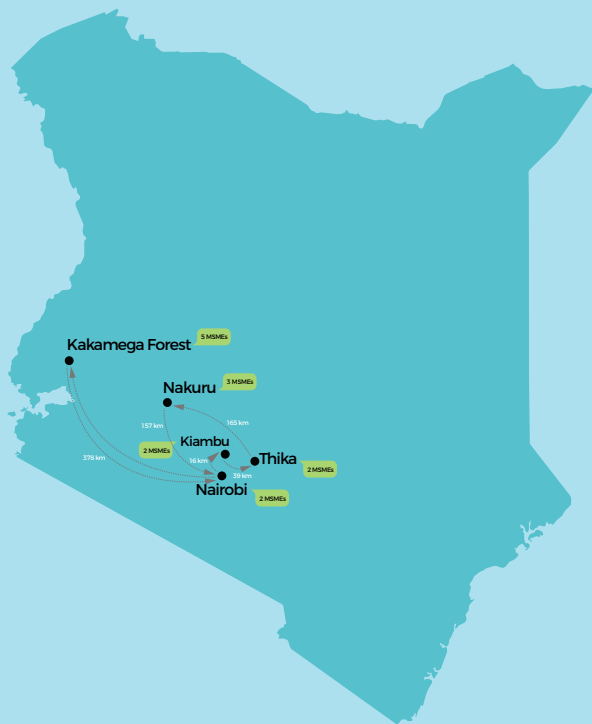 5 MSMEs
Kakamega Forest
3 MSMEs
Nakuru
157 km
165 km
Kiambu
2 MSMEs
378 km
16 km
Thika
2 MSMEs
39 km
Nairobi
2 MSMEs